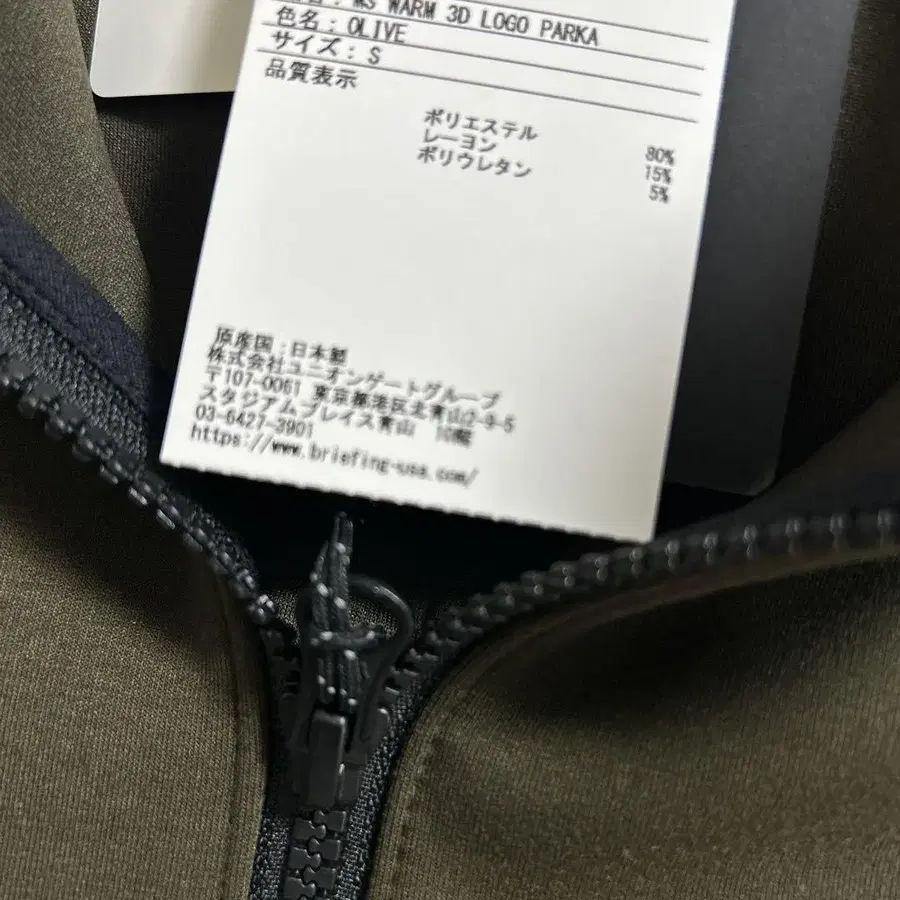 : MS WARM 3D LOGO PARKA
色名 : OLIVE
サイズ : S
品質表示
ポリエステル 80%
レーヨン 15%
ポリウレタン 5%
原産国 : 日本製
株式会社ユニオンゲートグループ
〒107-0061 東京都港区北青山2-9-5
スタジアムプレイス青山 10階
03-6427-3901
https://www.briefing-usa.com/